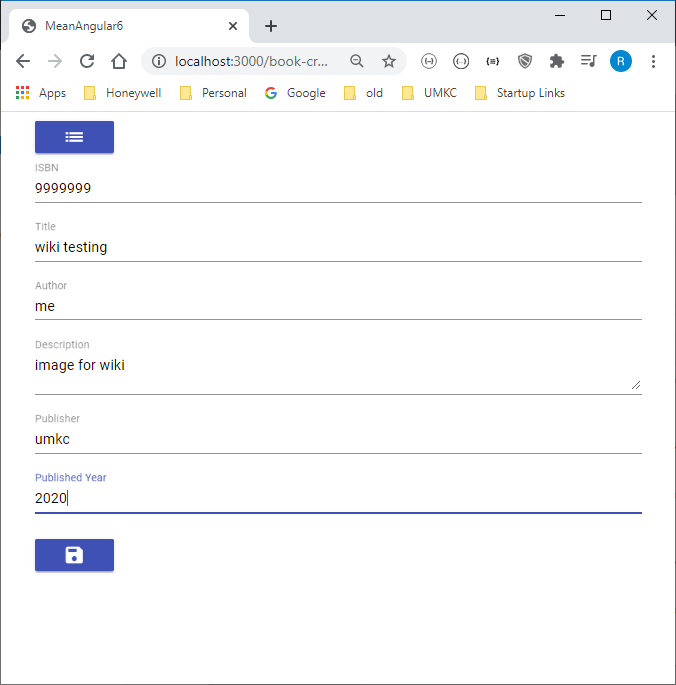 MeanAngular6
localhost:3000/book-cr...
R
Apps Honeywell Personal Google old UMKC Startup Links
ISBN
9999999
Title
wiki testing
Author
me
Description
image for wiki
Publisher
umkc
Published Year
2020